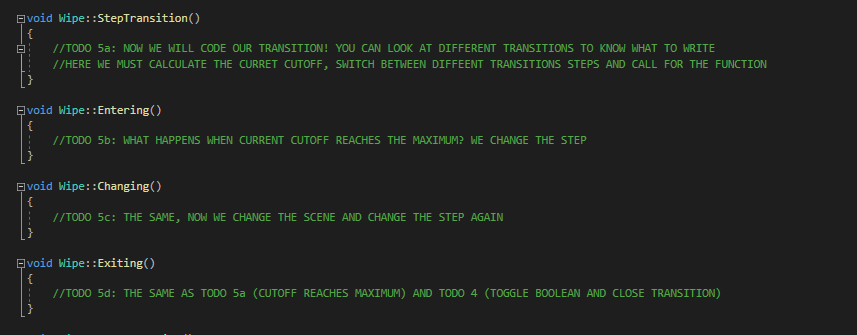 void Wipe::StepTransition()
{
//TODO 5a: NOW WE WILL CODE OUR TRANSITION! YOU CAN LOOK AT DIFFERENT TRANSITIONS TO KNOW WHAT TO WRITE
//HERE WE MUST CALCULATE THE CURRET CUTOFF, SWITCH BETWEEN DIFFEENT TRANSITIONS STEPS AND CALL FOR THE FUNCTION
}
void Wipe::Entering()
{
//TODO 5b: WHAT HAPPENS WHEN CURRENT CUTOFF REACHES THE MAXIMUM? WE CHANGE THE STEP
}
void Wipe::Changing()
{
//TODO 5c: THE SAME, NOW WE CHANGE THE SCENE AND CHANGE THE STEP AGAIN
}
void Wipe::Exiting()
{
//TODO 5d: THE SAME AS TODO 5a (CUTOFF REACHES MAXIMUM) AND TODO 4 (TOGGLE BOOLEAN AND CLOSE TRANSITION)
}